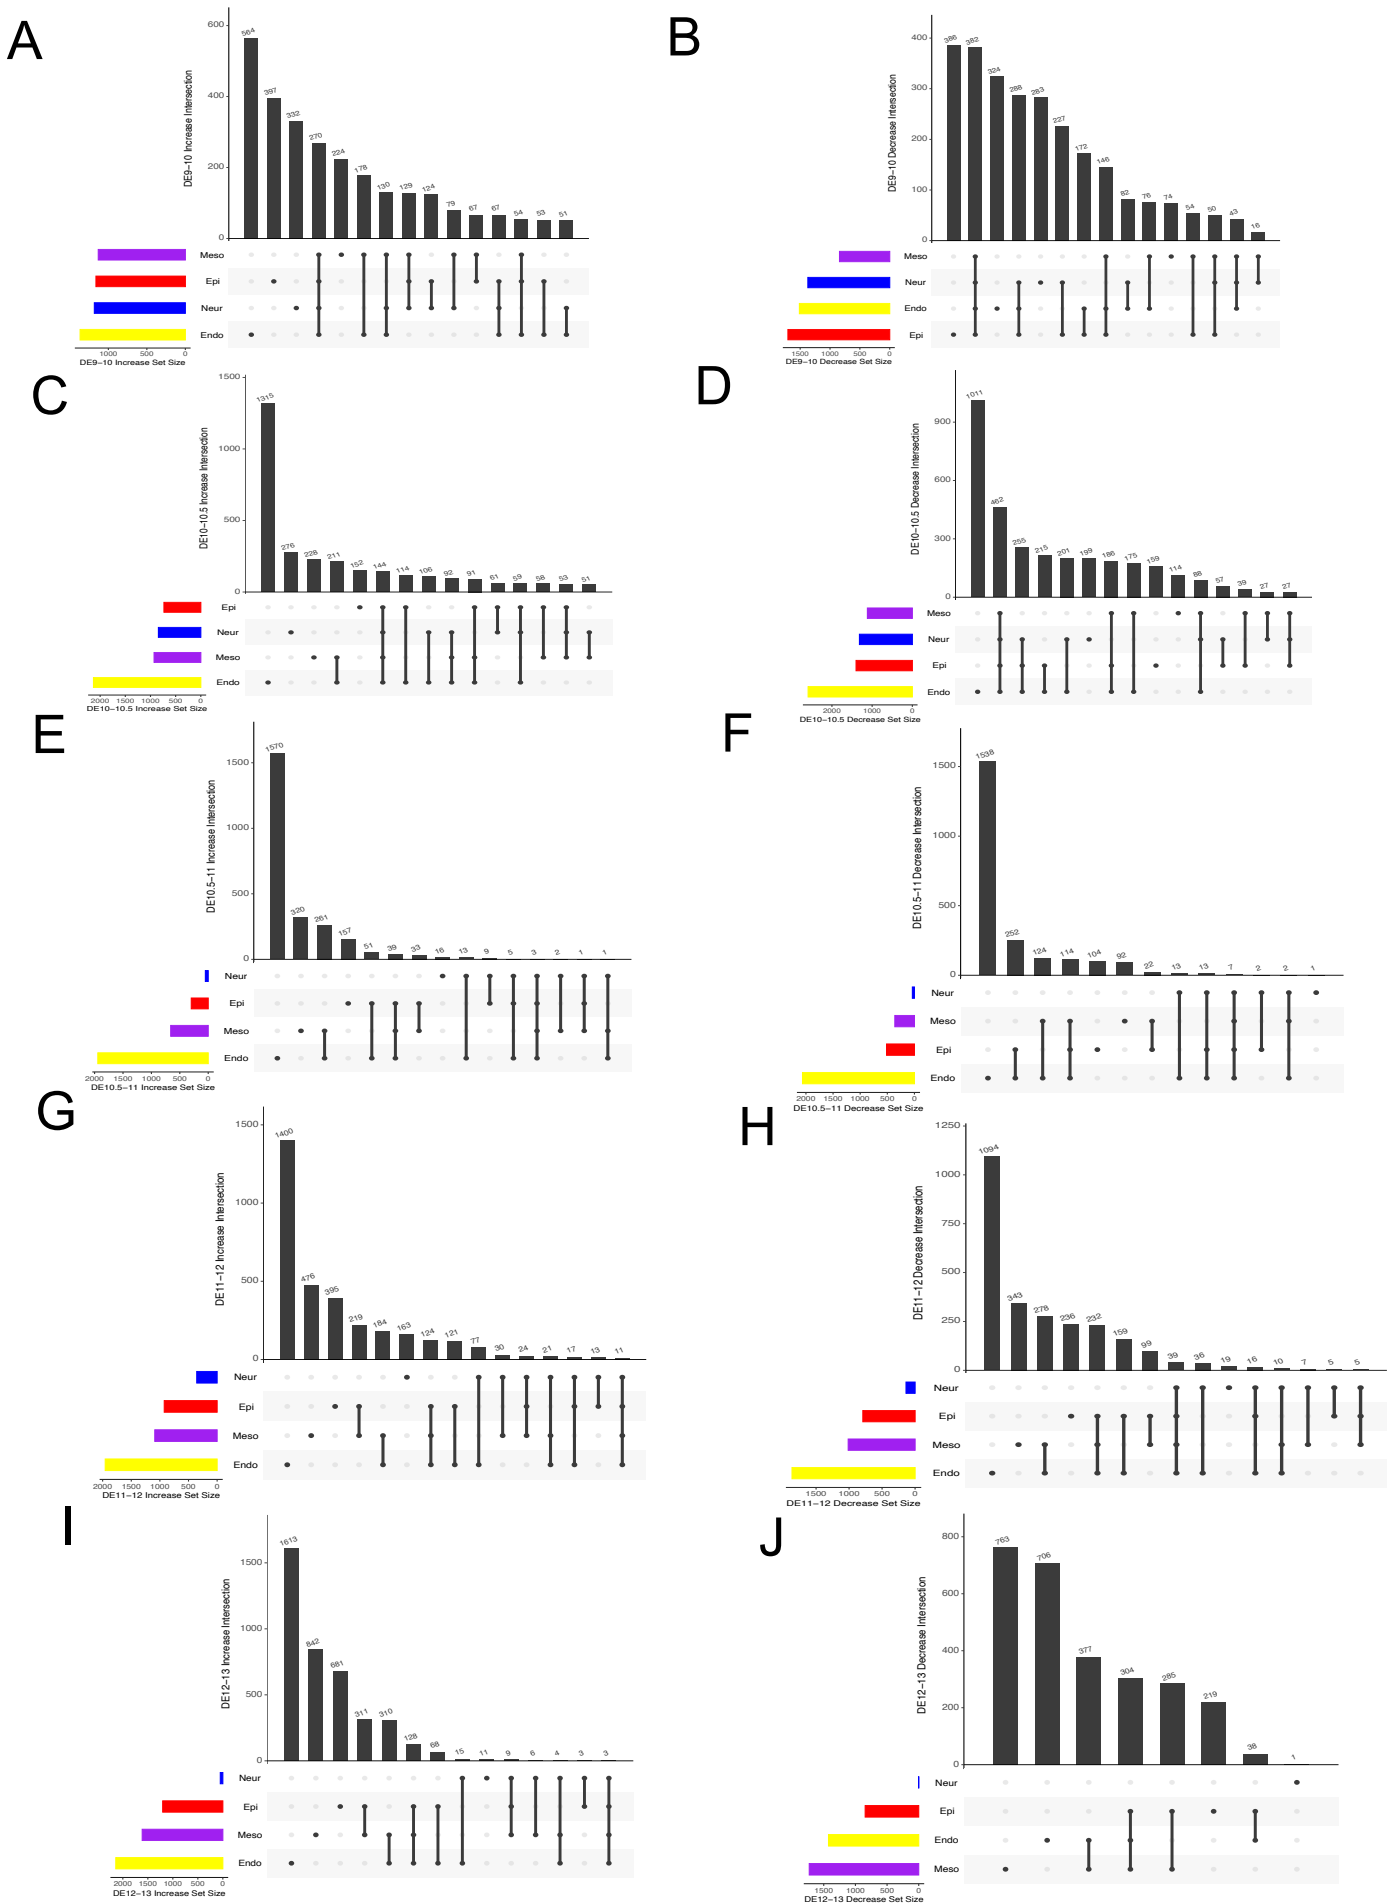 A
DE9−10 Increase Intersection
600
400
200
0
564
397
332
270
224
178
130
129
124
79
67
67
54
53
51
Meso
Epi
Neur
Endo
1000 500 0
DE9−10 Increase Set Size
B
DE9−10 Decrease Intersection
400
300
200
100
0
386
382
324
288
283
227
172
146
82
76
74
54
50
43
16
Meso
Neur
Endo
Epi
1500 1000 500 0
DE9−10 Decrease Set Size
C
DE10−10.5 Increase Intersection
1500
1000
500
0
1315
276
228
211
152
144
114
106
92
91
61
59
58
53
51
Epi
Neur
Meso
Endo
2000 1500 1000 500 0
DE10−10.5 Increase Set Size
D
DE10−10.5 Decrease Intersection
900
600
300
0
1011
462
255
215
201
199
186
175
159
114
88
57
39
27
27
Meso
Neur
Epi
Endo
2000 1000 0
DE10−10.5 Decrease Set Size
E
DE10.5−11 Increase Intersection
1500
1000
500
0
1570
320
261
157
51
39
33
16
13
9
5
3
2
1
1
Neur
Epi
Meso
Endo
2000 1500 1000 500 0
DE10.5−11 Increase Set Size
F
DE10.5−11 Decrease Intersection
1500
1000
500
0
1538
252
124
114
104
92
22
13
13
7
2
2
1
Neur
Meso
Epi
Endo
2000 1500 1000 500 0
DE10.5−11 Decrease Set Size
G
DE11−12 Increase Intersection
1500
1000
500
0
1400
476
395
219
184
163
124
121
77
30
24
21
17
13
11
Neur
Epi
Meso
Endo
2000 1500 1000 500 0
DE11−12 Increase Set Size
H
DE11−12 Decrease Intersection
1250
1000
750
500
250
0
1094
343
278
236
232
159
99
39
36
19
16
10
7
5
5
Neur
Epi
Meso
Endo
1500 1000 500 0
DE11−12 Decrease Set Size
I
DE12−13 Increase Intersection
1500
1000
500
0
1613
842
681
311
310
128
68
15
11
9
6
4
3
3
Neur
Epi
Meso
Endo
2000 1500 1000 500 0
DE12−13 Increase Set Size
J
DE12−13 Decrease Intersection
800
600
400
200
0
763
706
377
304
285
219
38
1
Neur
Epi
Endo
Meso
1500 1000 500 0
DE12−13 Decrease Set Size